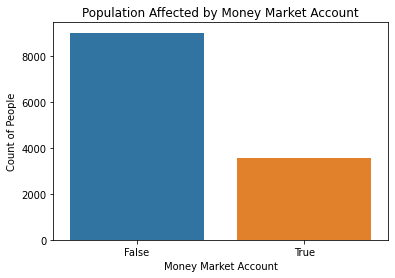 Population Affected by Money Market Account
Count of People
8000
6000
4000
2000
0
False
True
Money Market Account